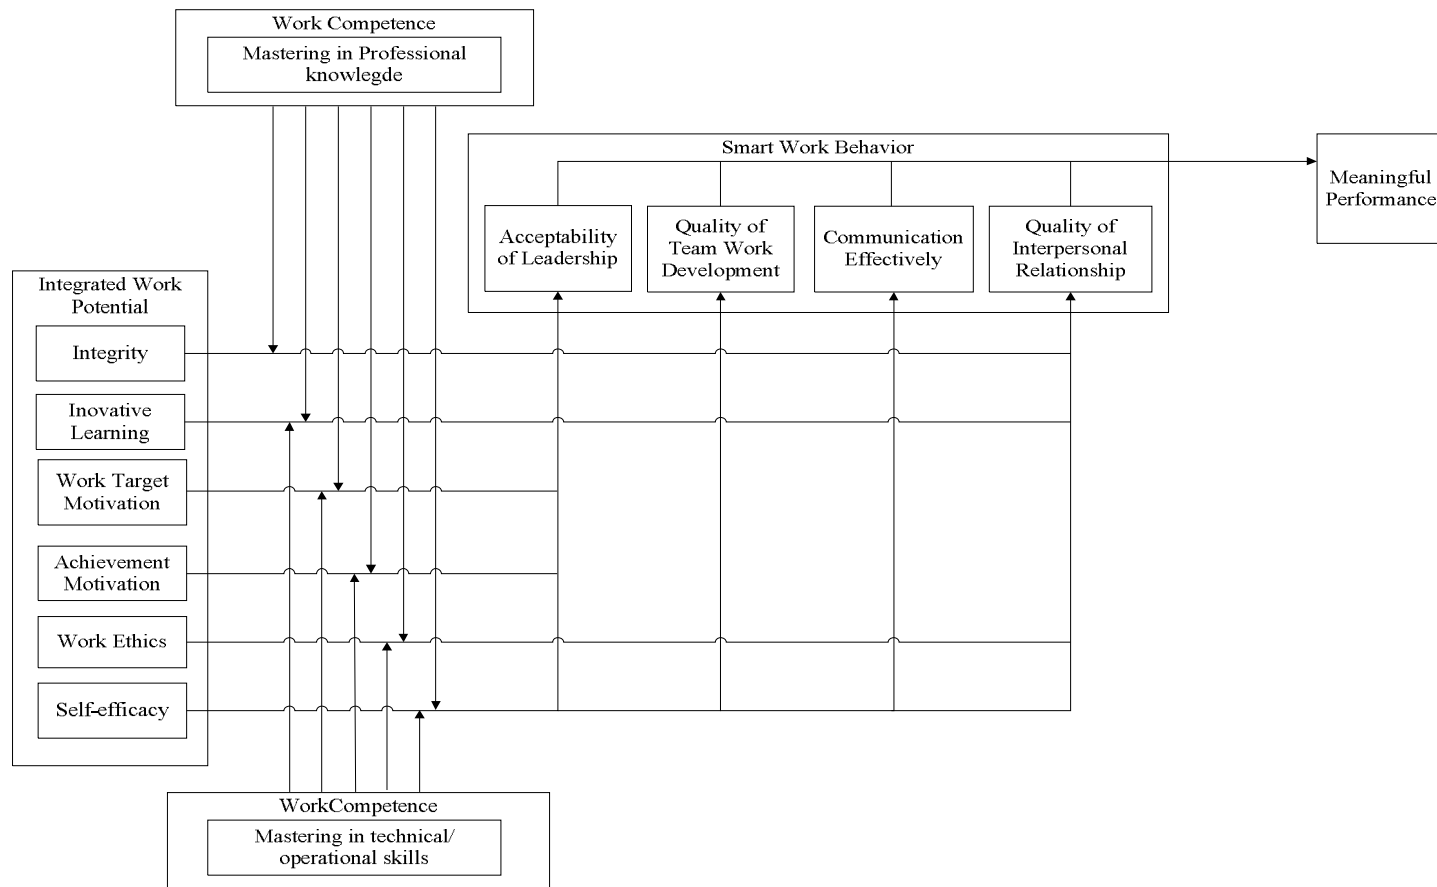 Work Competence
Mastering in Professional
knowlegde
Smart Work Behavior
Meaningful
Performance
Acceptability
of Leadership
Quality of
Team Work
Development
Communication
Effectively
Quality of
Interpersonal
Relationship
Integrated Work
Potential
Integrity
Inovative
Learning
Work Target
Motivation
Achievement
Motivation
Work Ethics
Self-efficacy
WorkCompetence
Mastering in technical/
operational skills